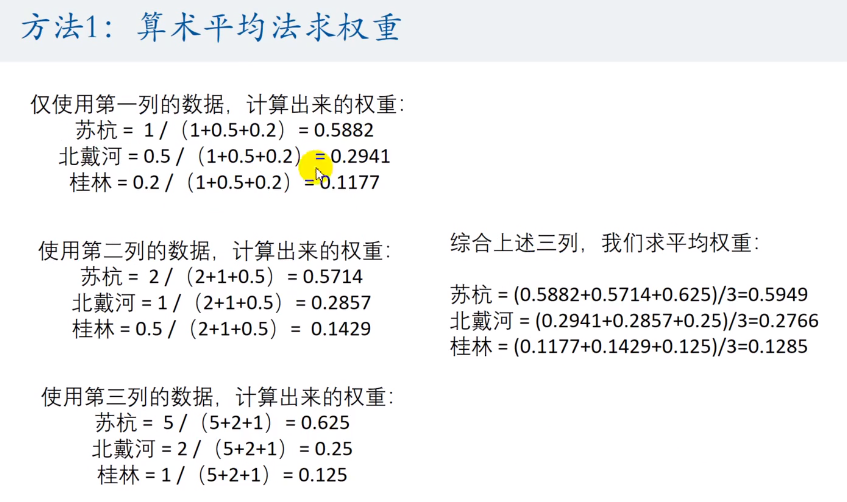 方法1：算术平均法求权重
仅使用第一列的数据，计算出来的权重：
苏杭 = 1 /（1+0.5+0.2）= 0.5882
北戴河 = 0.5 /（1+0.5+0.2）= 0.2941
桂林 = 0.2 /（1+0.5+0.2）= 0.1177
使用第二列的数据，计算出来的权重：
苏杭 = 2 /（2+1+0.5）= 0.5714
北戴河 = 1 /（2+1+0.5）= 0.2857
桂林 = 0.5 /（2+1+0.5）= 0.1429
使用第三列的数据，计算出来的权重：
苏杭 = 5 /（5+2+1）= 0.625
北戴河 = 2 /（5+2+1）= 0.25
桂林 = 1 /（5+2+1）= 0.125
综合上述三列，我们求平均权重：
苏杭 = (0.5882+0.5714+0.625)/3=0.5949
北戴河 = (0.2941+0.2857+0.25)/3=0.2766
桂林 = (0.1177+0.1429+0.125)/3=0.1285